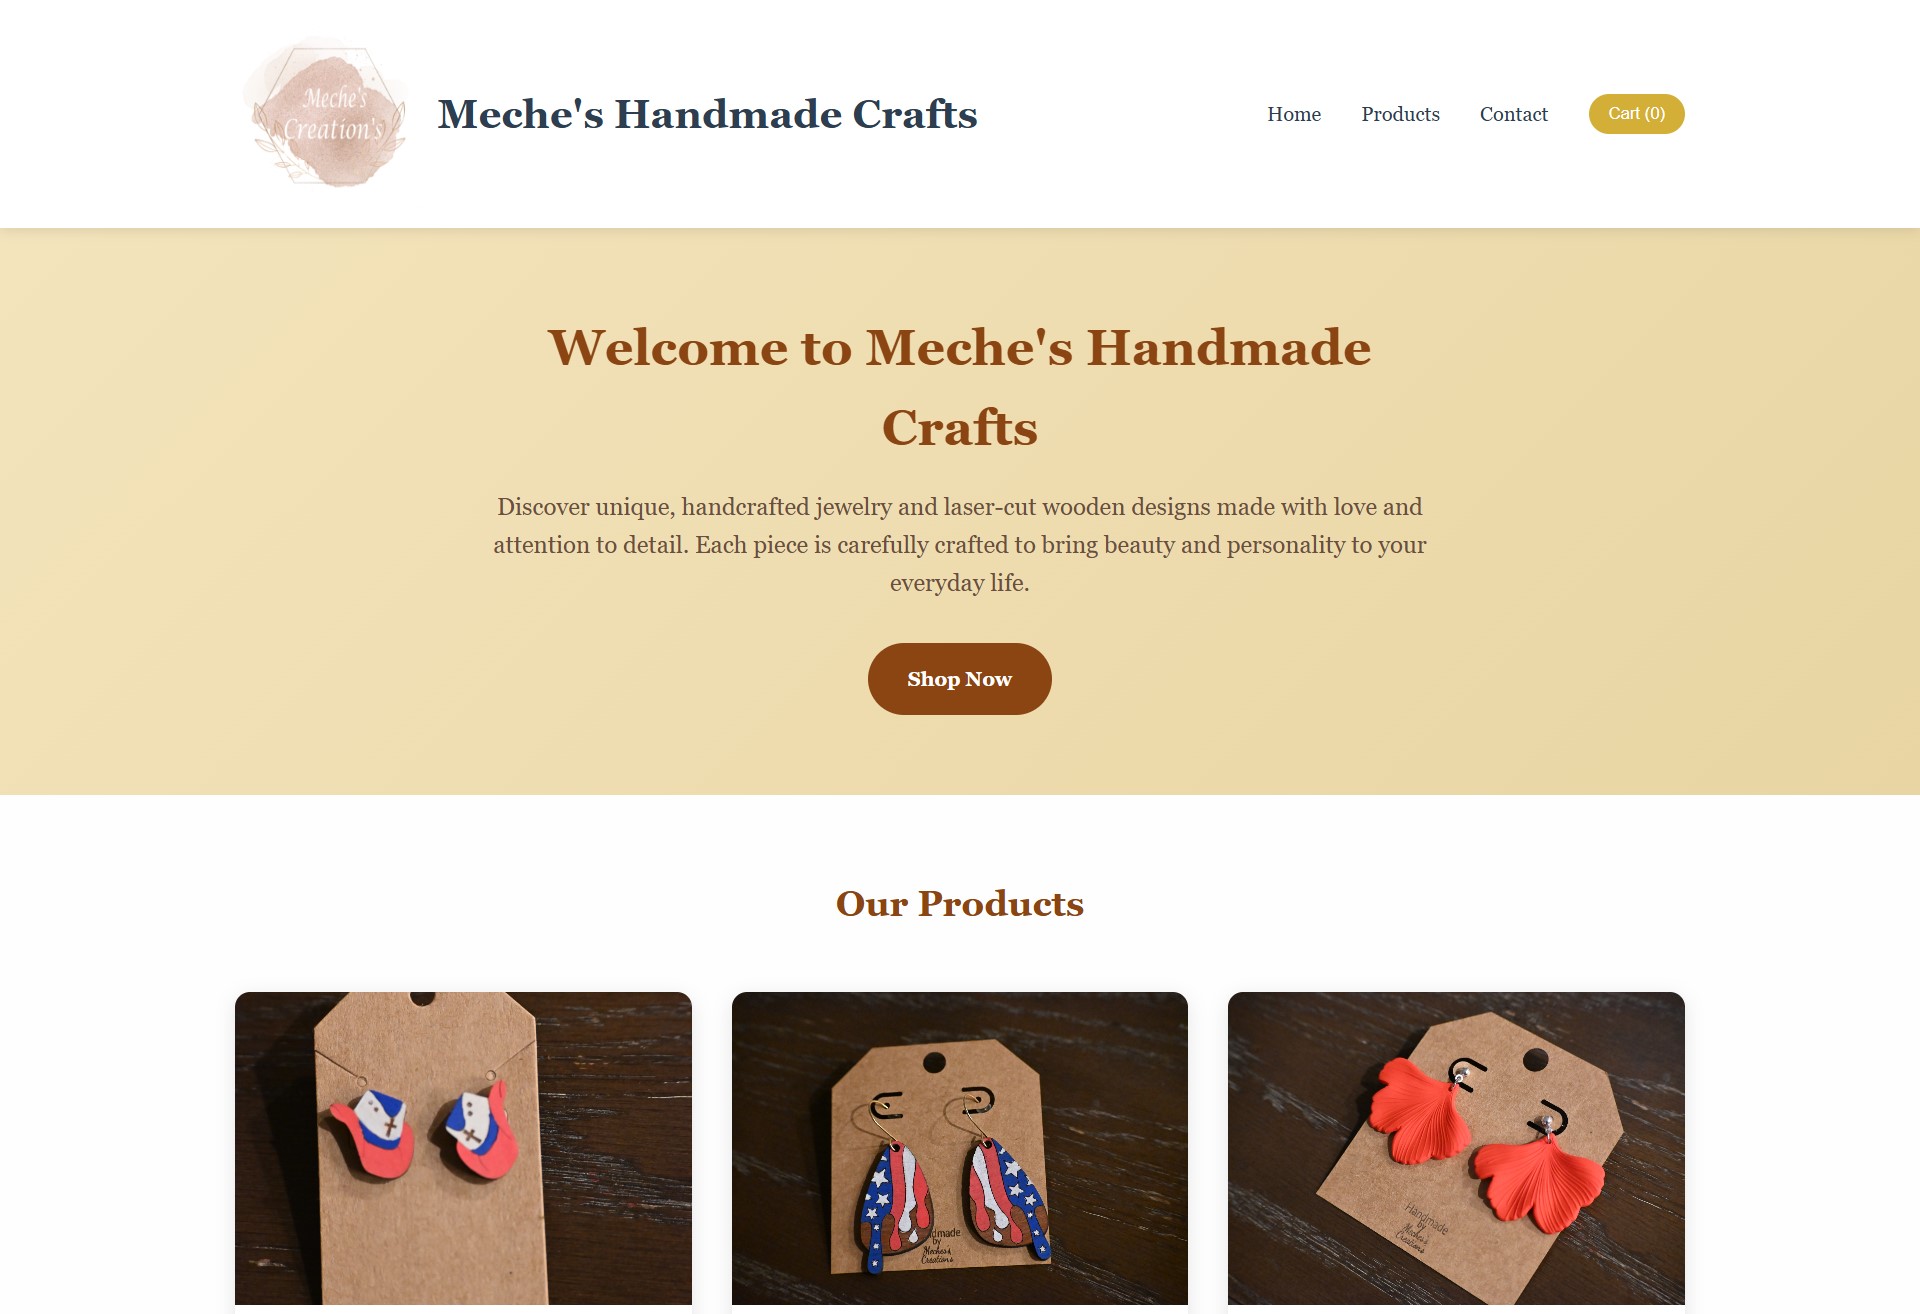 Meche's
Creation's
Meche's Handmade Crafts
Home
Products
Contact
Cart (0)
Welcome to Meche's Handmade
Crafts
Discover unique, handcrafted jewelry and laser-cut wooden designs made with love and
attention to detail. Each piece is carefully crafted to bring beauty and personality to your
everyday life.
Shop Now
Our Products
dmade
by
Meche's
Creations
Handmade
by
Meche's
Creations